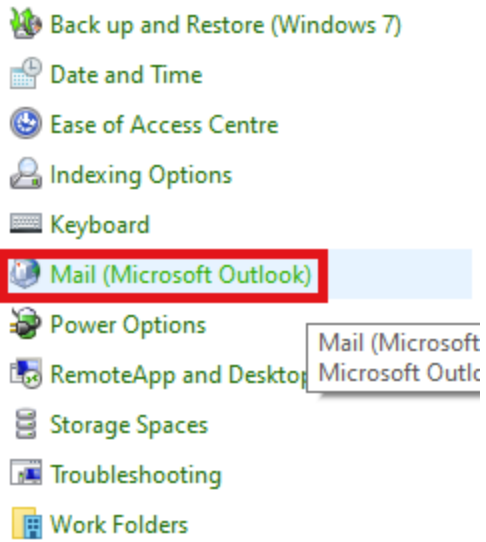 Back up and Restore (Windows 7)
Date and Time
Ease of Access Centre
Indexing Options
Keyboard
Mail (Microsoft Outlook)
Power Options
Mail (Microsoft
RemoteApp and Desktop
Microsoft Outlo
Storage Spaces
Troubleshooting
Work Folders